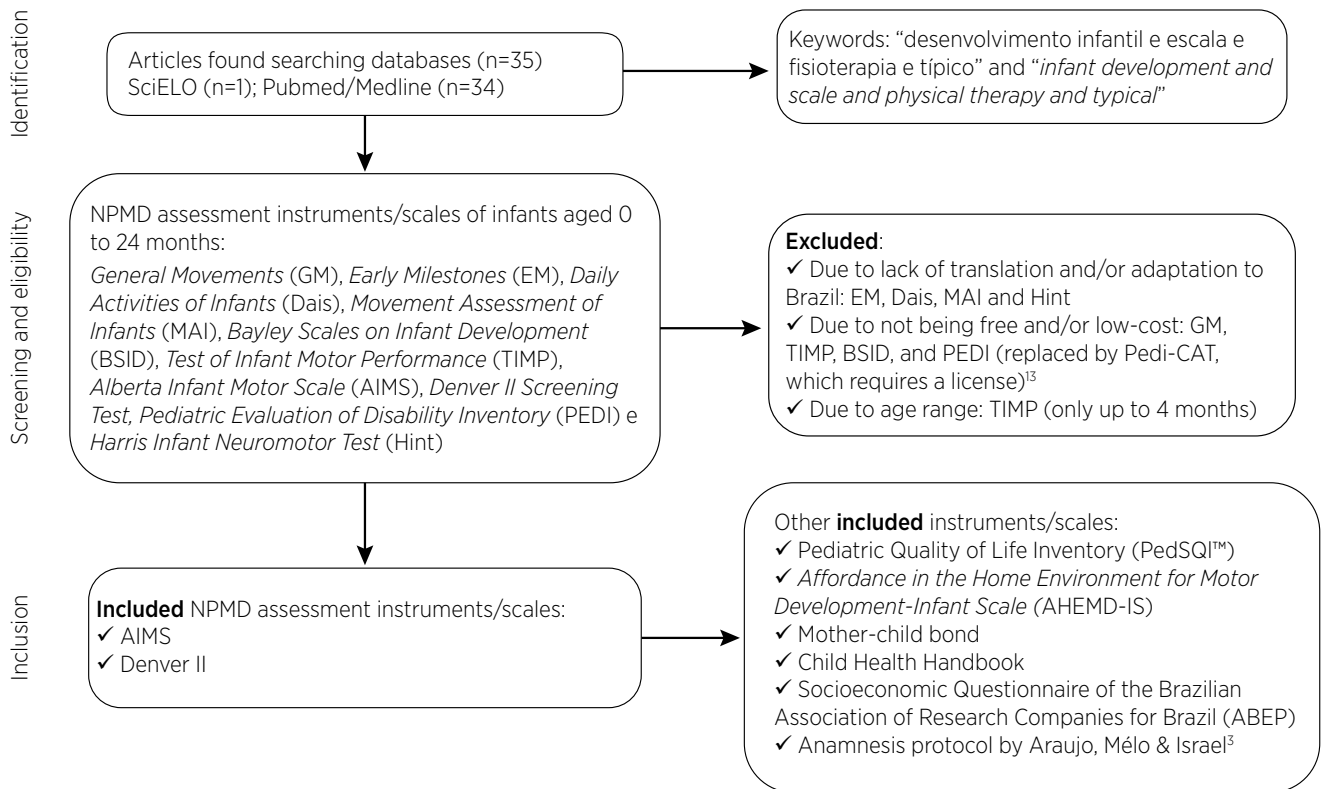 Identification
Articles found searching databases (n=35)
SciELO (n=1); Pubmed/Medline (n=34)
Keywords: “desenvolvimento infantil e escala e
fisioterapia e típico” and “infant development and
scale and physical therapy and typical”
Screening and eligibility
NPMD assessment instruments/scales of infants aged 0
to 24 months:
General Movements (GM), Early Milestones (EM), Daily
Activities of Infants (Dais), Movement Assessment of
Infants (MAI), Bayley Scales on Infant Development
(BSID), Test of Infant Motor Performance (TIMP),
Alberta Infant Motor Scale (AIMS), Denver II Screening
Test, Pediatric Evaluation of Disability Inventory (PEDI) e
Harris Infant Neuromotor Test (Hint)
Excluded:
✓ Due to lack of translation and/or adaptation to
Brazil: EM, Dais, MAI and Hint
✓ Due to not being free and/or low-cost: GM,
TIMP, BSID, and PEDI (replaced by Pedi-CAT,
which requires a license)¹³
✓ Due to age range: TIMP (only up to 4 months)
Inclusion
Included NPMD assessment instruments/scales:
✓ AIMS
✓ Denver II
Other included instruments/scales:
✓ Pediatric Quality of Life Inventory (PedSQl™)
✓ Affordance in the Home Environment for Motor
Development-Infant Scale (AHEMD-IS)
✓ Mother-child bond
✓ Child Health Handbook
✓ Socioeconomic Questionnaire of the Brazilian
Association of Research Companies for Brazil (ABEP)
✓ Anamnesis protocol by Araujo, Mélo & Israel³